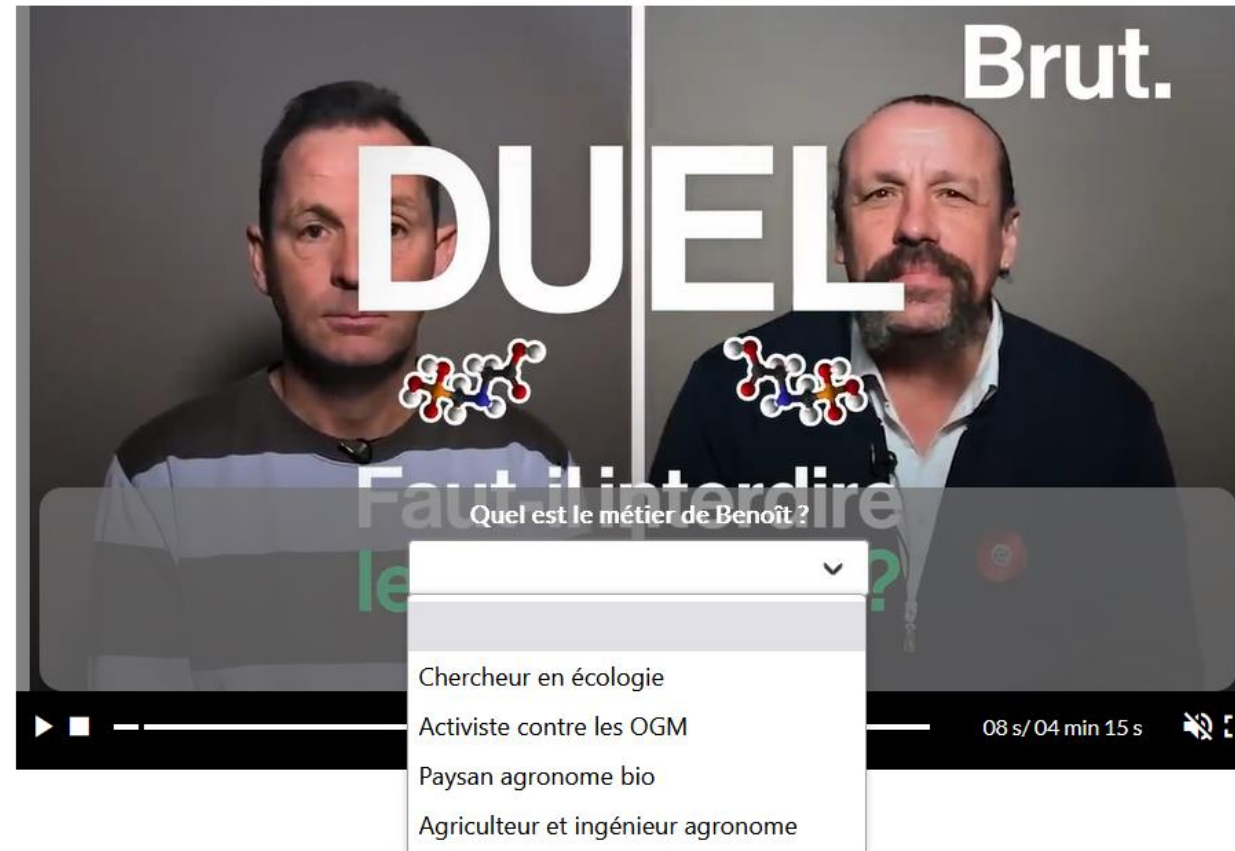 Brut.
DUEL
Faut-il interdire
le ?
Quel est le métier de Benoît ?
Chercheur en écologie
Activiste contre les OGM
Paysan agronome bio
Agriculteur et ingénieur agronome
08 s/ 04 min 15 s